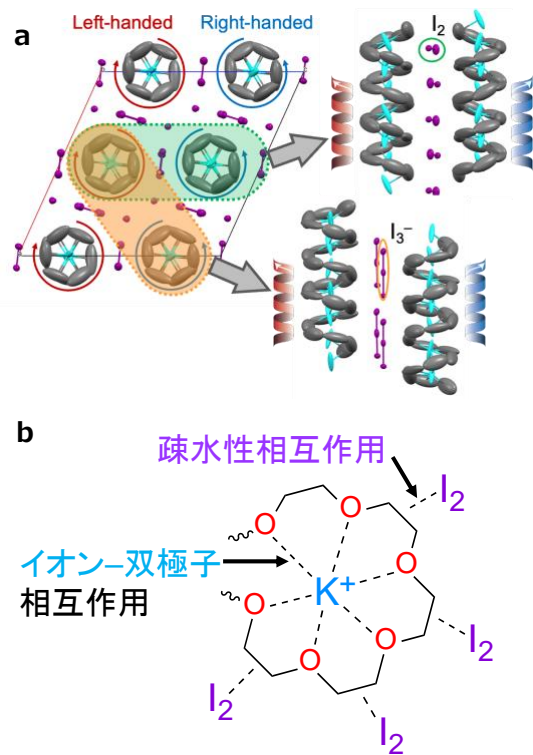 a
Left-handed
Right-handed
I₂
I₃⁻
b
疎水性相互作用
I₂
O
O
イオン–双極子
相互作用
O
K⁺
O
O
O
I₂
I₂
I₂